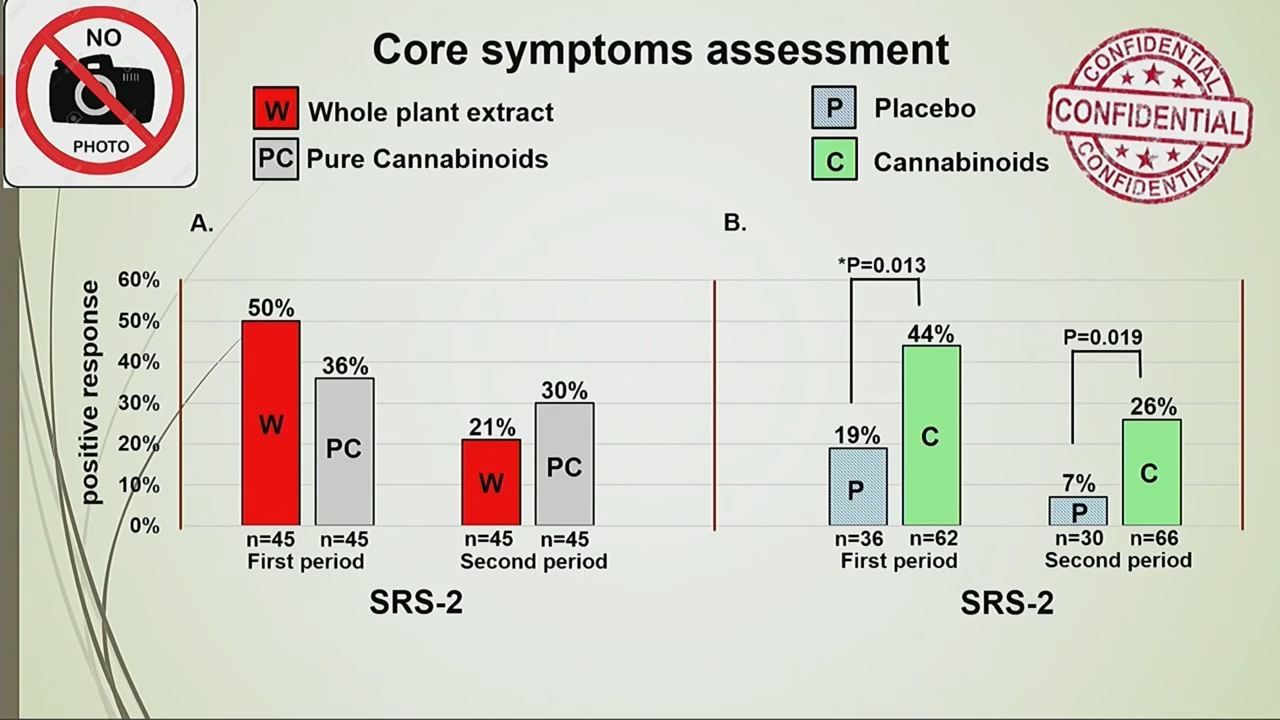 NO
PHOTO
Core symptoms assessment
W Whole plant extract
PC Pure Cannabinoids
P Placebo
C Cannabinoids
CONFIDENTIAL
CONFIDENTIAL
CONFIDENTIAL
A.
positive response
60%
50%
40%
30%
20%
10%
0%
50%
W
36%
PC
21%
W
30%
PC
n=45 n=45
First period
n=45 n=45
Second period
SRS-2
B.
*P=0.013
19%
P
44%
C
P=0.019
7%
P
26%
C
n=36 n=62
First period
n=30 n=66
Second period
SRS-2